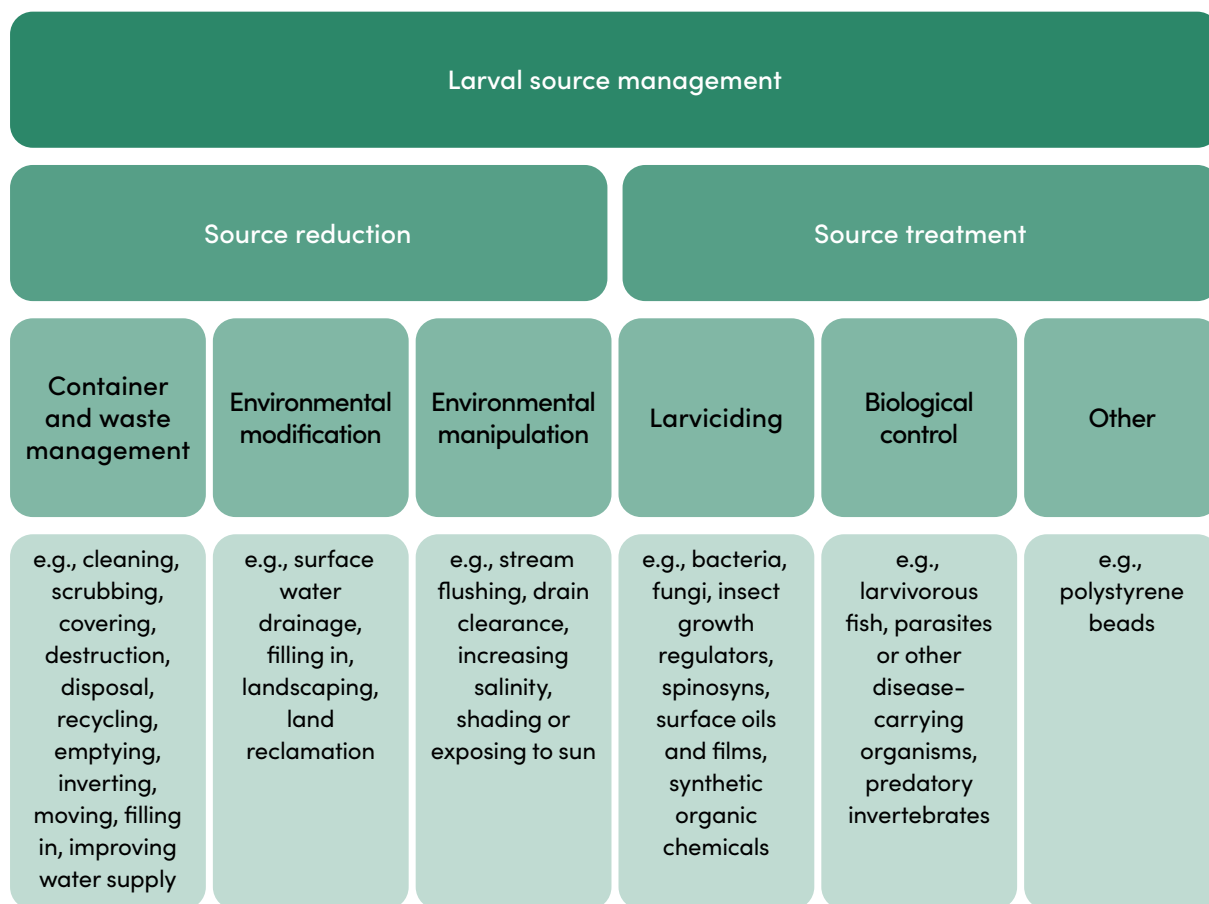 Larval source management
Source reduction
Source treatment
Container
and waste
management
Environmental
modification
Environmental
manipulation
Larviciding
Biological
control
Other
e.g., cleaning,
scrubbing,
covering,
destruction,
disposal,
recycling,
emptying,
inverting,
moving, filling
in, improving
water supply
e.g., surface
water
drainage,
filling in,
landscaping,
land
reclamation
e.g., stream
flushing, drain
clearance,
increasing
salinity,
shading or
exposing to sun
e.g., bacteria,
fungi, insect
growth
regulators,
spinosyns,
surface oils
and films,
synthetic
organic
chemicals
e.g.,
larvivorous
fish, parasites
or other
disease-
carrying
organisms,
predatory
invertebrates
e.g.,
polystyrene
beads